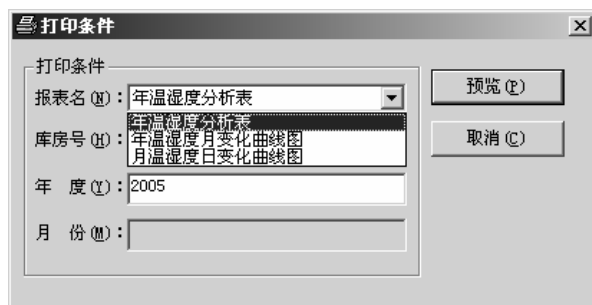 打印条件
打印条件
报表名(N)：年温湿度分析表
预览(P)
年温湿度分析表
库房号(H)：年温湿度月变化曲线图
取消(C)
月温湿度日变化曲线图
年 度(Y)：2005
月 份(M)：